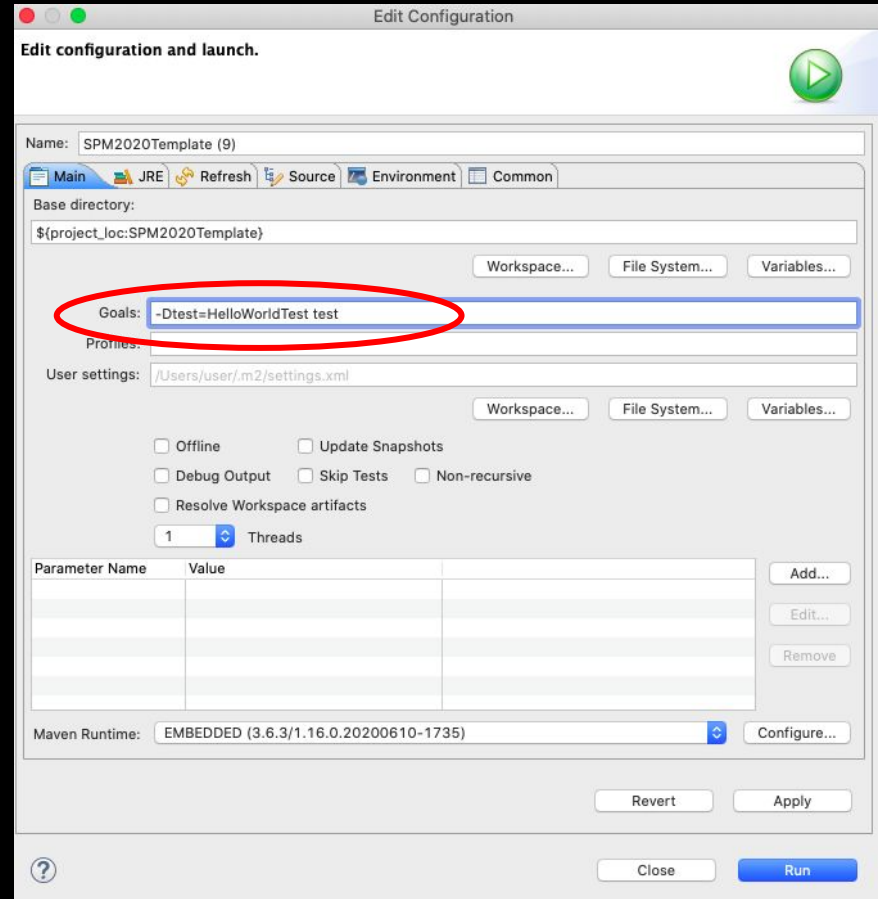 Edit Configuration
Edit configuration and launch.
Name: SPM2020Template (9)
Main JRE Refresh Source Environment Common
Base directory:
${project_loc:SPM2020Template}
Workspace... File System... Variables...
Goals: -Dtest=HelloWorldTest test
Profiles:
User settings: /Users/user/.m2/settings.xml
Workspace... File System... Variables...
Offline Update Snapshots
Debug Output Skip Tests Non-recursive
Resolve Workspace artifacts
1 Threads
Parameter Name Value
Add...
Edit...
Remove
Maven Runtime: EMBEDDED (3.6.3/1.16.0.20200610-1735) Configure...
Revert Apply
? Close Run